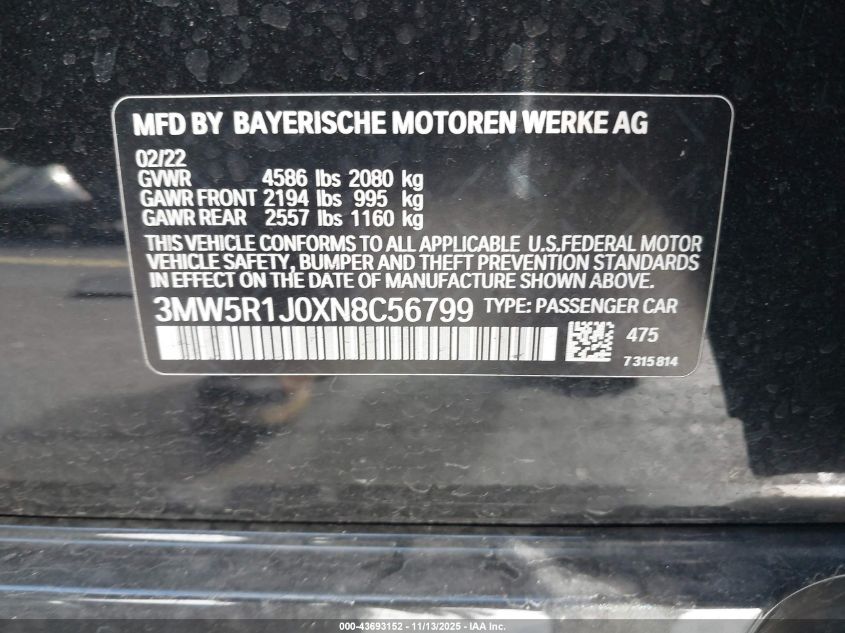 MFD BY BAYERISCHE MOTOREN WERKE AG
02/22
GVWR 4586 lbs 2080 kg
GAWR FRONT 2194 lbs 995 kg
GAWR REAR 2557 lbs 1160 kg
THIS VEHICLE CONFORMS TO ALL APPLICABLE U.S.FEDERAL MOTOR
VEHICLE SAFETY, BUMPER AND THEFT PREVENTION STANDARDS
IN EFFECT ON THE DATE OF MANUFACTURE SHOWN ABOVE.
3MW5R1J0XN8C56799 TYPE: PASSENGER CAR
475
7315814
000-43693152 - 11/13/2025 - IAA Inc.